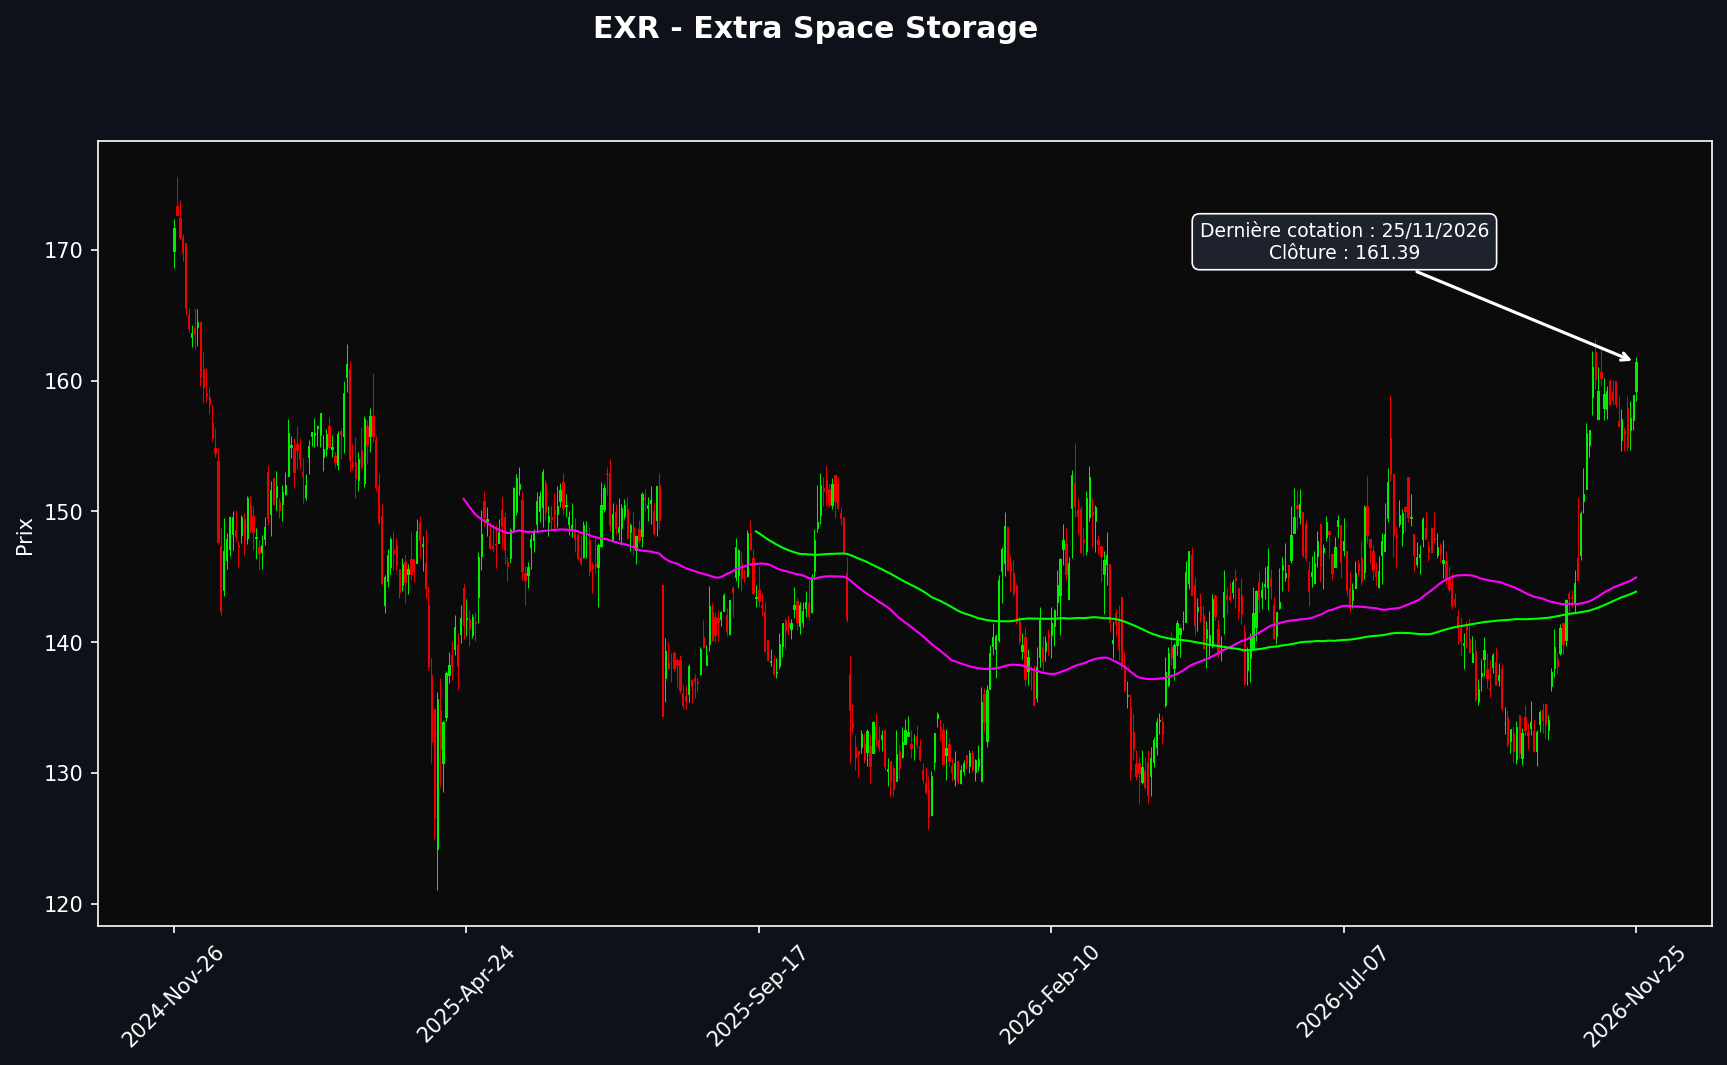 EXR - Extra Space Storage
Dernière cotation : 25/11/2026
Clôture : 161.39
Prix
170
160
150
140
130
120
2024-Nov-26
2025-Apr-24
2025-Sep-17
2026-Feb-10
2026-Jul-07
2026-Nov-25